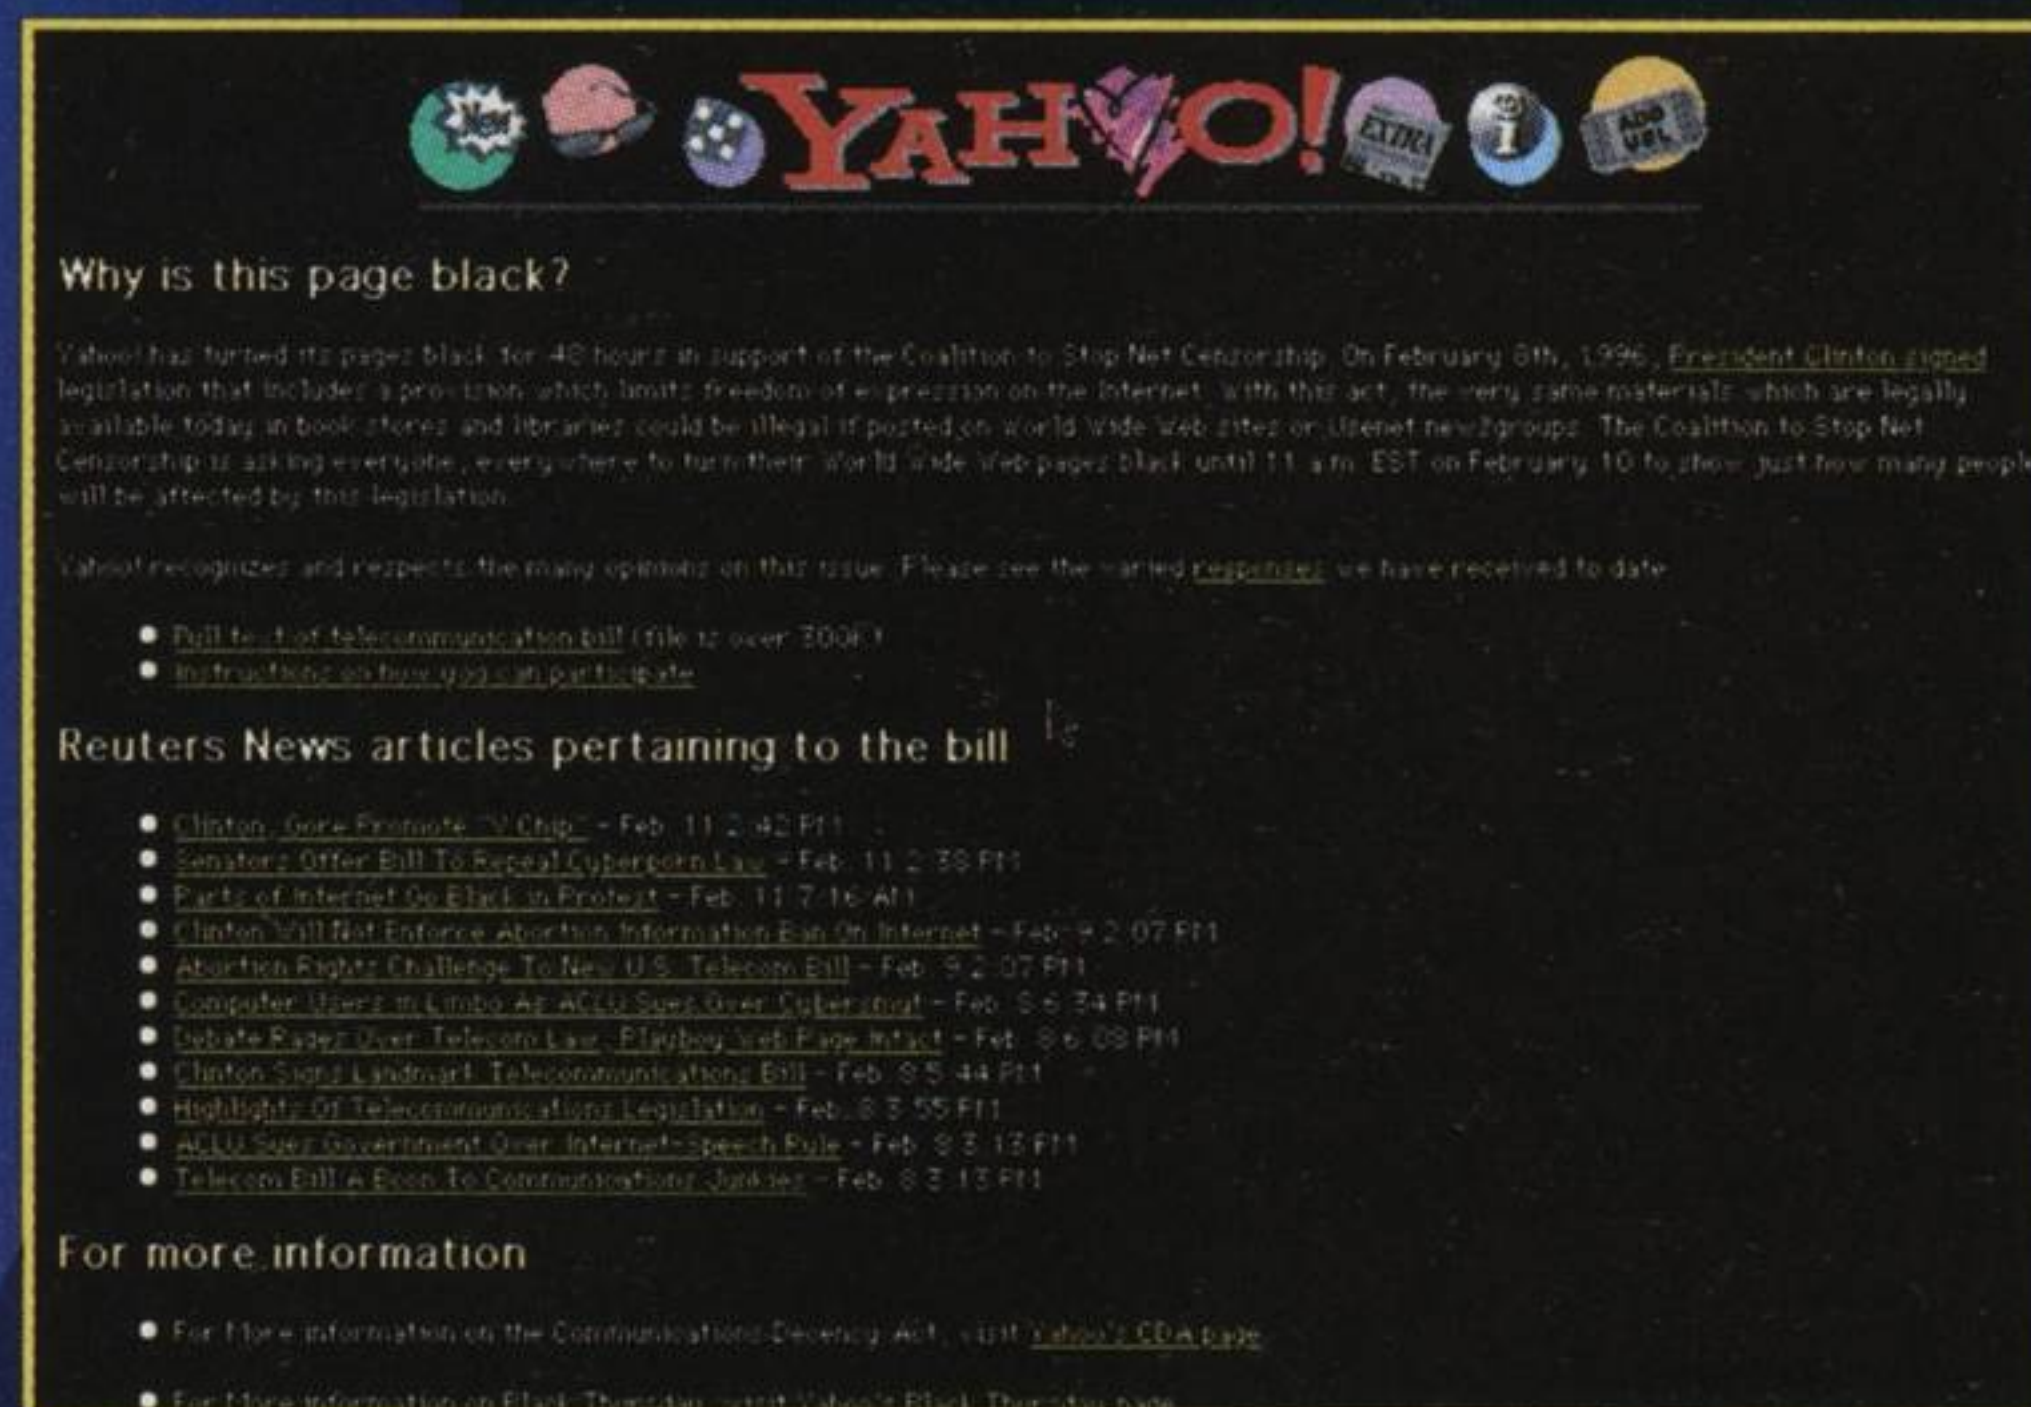 New
YAHOO!
EXTRA
i
ADD URL
Why is this page black?
Yahoo! has turned its pages black for 48 hours in support of the Coalition to Stop Net Censorship. On February 8th, 1996, President Clinton signed
legislation that includes a provision which limits freedom of expression on the Internet. With this act, the very same materials which are legally
available today in book stores and libraries could be illegal if posted on World Wide Web sites or Usenet newsgroups. The Coalition to Stop Net
Censorship is asking everyone, everywhere to turn their World Wide Web pages black until 11 a.m. EST on February 10 to show just how many people
will be affected by this legislation.
Yahoo! recognizes and respects the many opinions on this issue. Please see the varied responses we have received to date.
Full text of telecommunication bill (file is over 300K)
Instructions on how you can participate
Reuters News articles pertaining to the bill
Clinton, Gore Promote "V Chip" - Feb. 11 2:42 PM
Senators Offer Bill To Repeal Cyberporn Law - Feb. 11 2:38 PM
Parts of Internet Go Black in Protest - Feb. 11 7:16 AM
Clinton Will Not Enforce Abortion Information Ban On Internet - Feb. 9 2:07 PM
Abortion Rights Challenge To New U.S. Telecom Bill - Feb. 9 2:07 PM
Computer Users in Limbo As ACLU Sues Over Cybersmut - Feb. 8 6:34 PM
Debate Rages Over Telecom Law, Playboy Web Page Intact - Feb. 8 6:08 PM
Clinton Signs Landmark Telecommunications Bill - Feb. 8 5:44 PM
Highlights Of Telecommunications Legislation - Feb. 8 3:55 PM
ACLU Sues Government Over Internet-Speech Rule - Feb. 8 3:13 PM
Telecom Bill A Boon To Communications Junkies - Feb. 8 3:13 PM
For more information
For More information on the Communications Decency Act, visit Yahoo's CDA page
For More information on Black Thursday, visit Yahoo's Black Thursday page